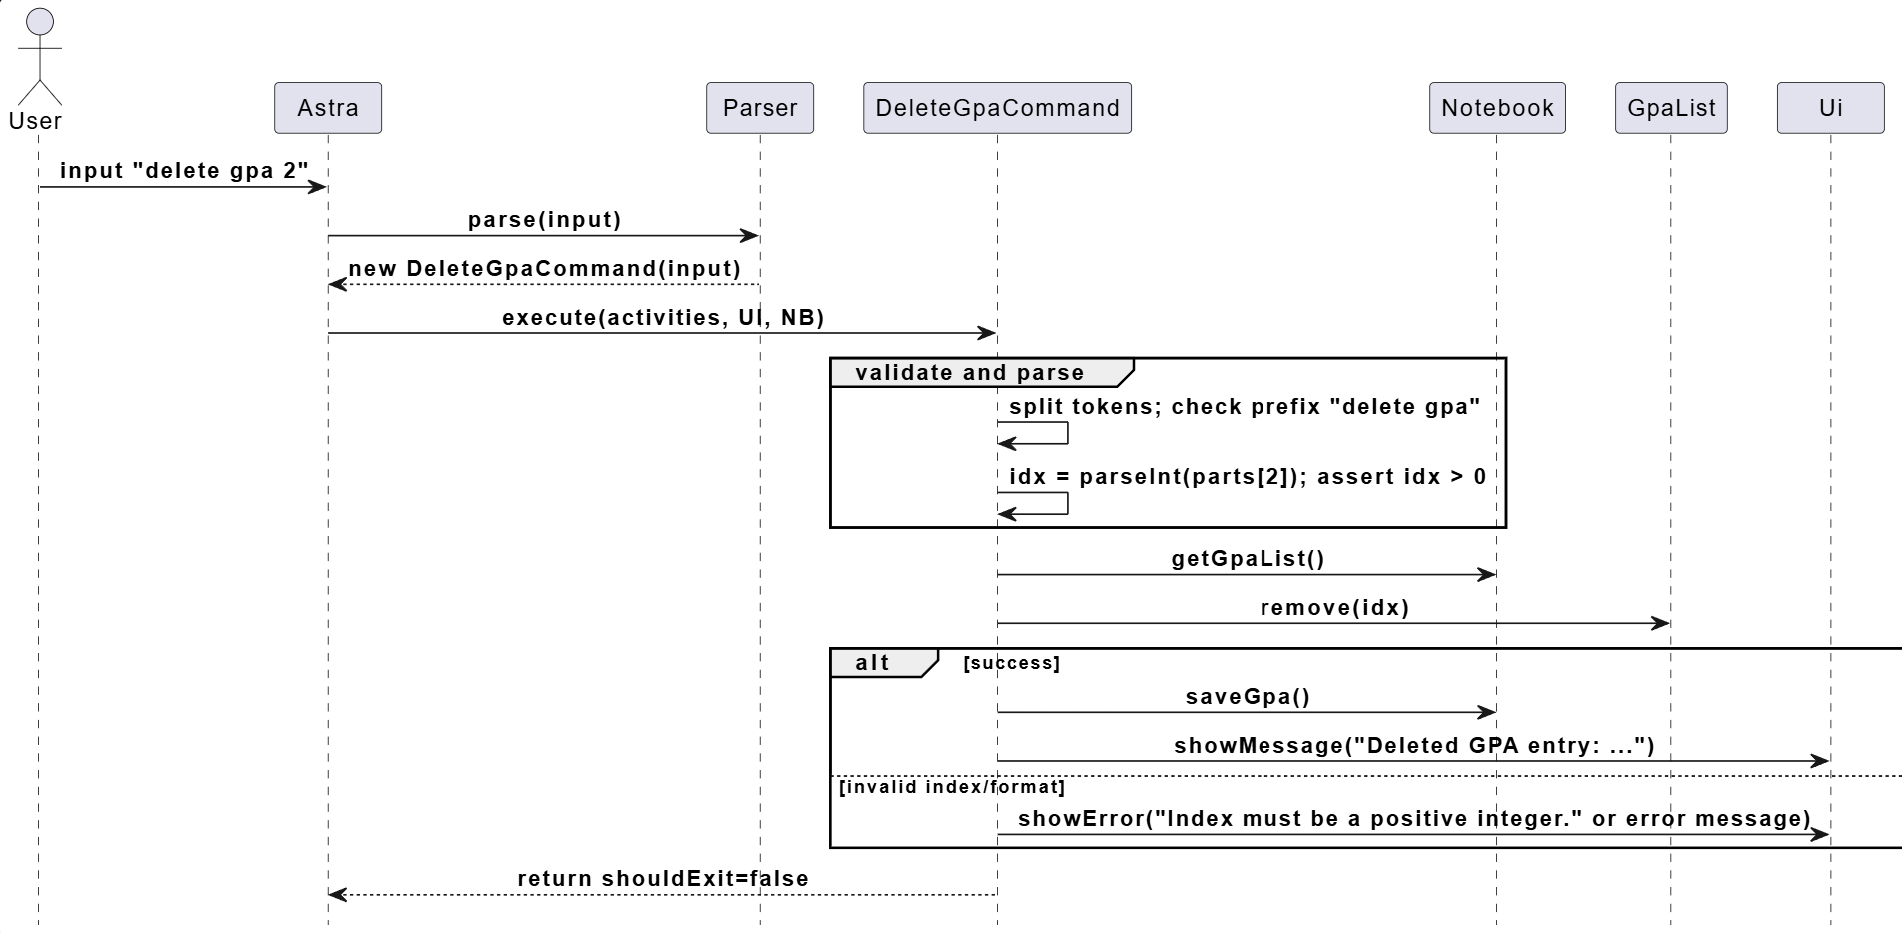 User
Astra
Parser
DeleteGpaCommand
Notebook
GpaList
Ui
input "delete gpa 2"
parse(input)
new DeleteGpaCommand(input)
execute(activities, UI, NB)
validate and parse
split tokens; check prefix "delete gpa"
idx = parseInt(parts[2]); assert idx > 0
getGpaList()
remove(idx)
alt [success]
saveGpa()
showMessage("Deleted GPA entry: ...")
[invalid index/format]
showError("Index must be a positive integer." or error message)
return shouldExit=false